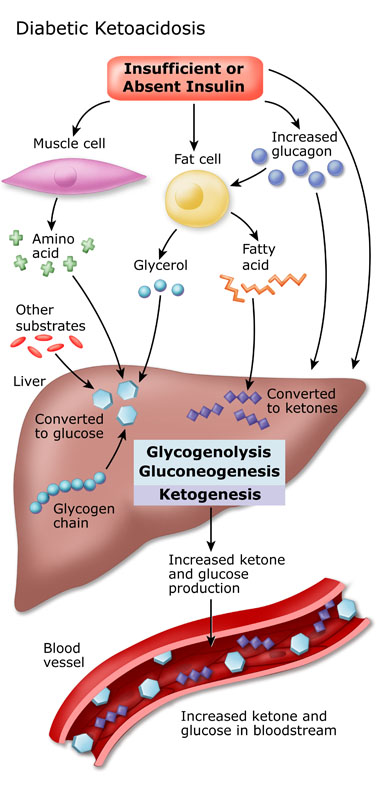 Diabetic Ketoacidosis
Insufficient or
Absent Insulin
Muscle cell
Fat cell
Increased
glucagon
Amino
acid
Glycerol
Fatty
acid
Other
substrates
Liver
Converted
to glucose
Converted
to ketones
Glycogenolysis
Gluconeogenesis
Ketogenesis
Glycogen
chain
Increased ketone
and glucose
production
Blood
vessel
Increased ketone and
glucose in bloodstream